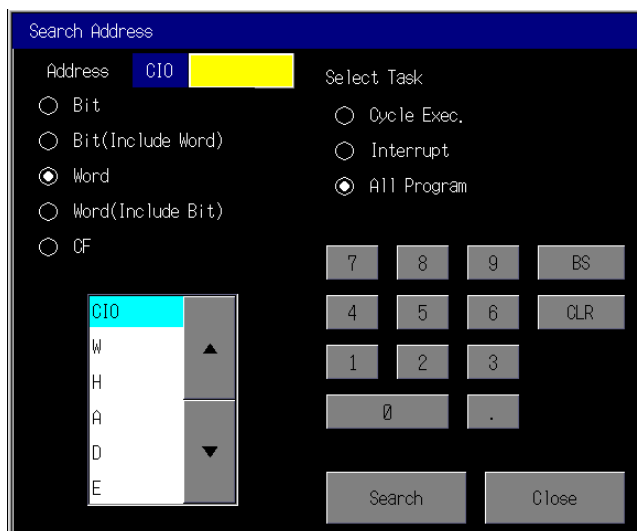 Search Address
Address CIO
Bit
Bit(Include Word)
Word
Word(Include Bit)
CF
CIO
W
H
A
D
E
Select Task
Cycle Exec.
Interrupt
All Program
7 8 9 BS
4 5 6 CLR
1 2 3
0 .
Search Close